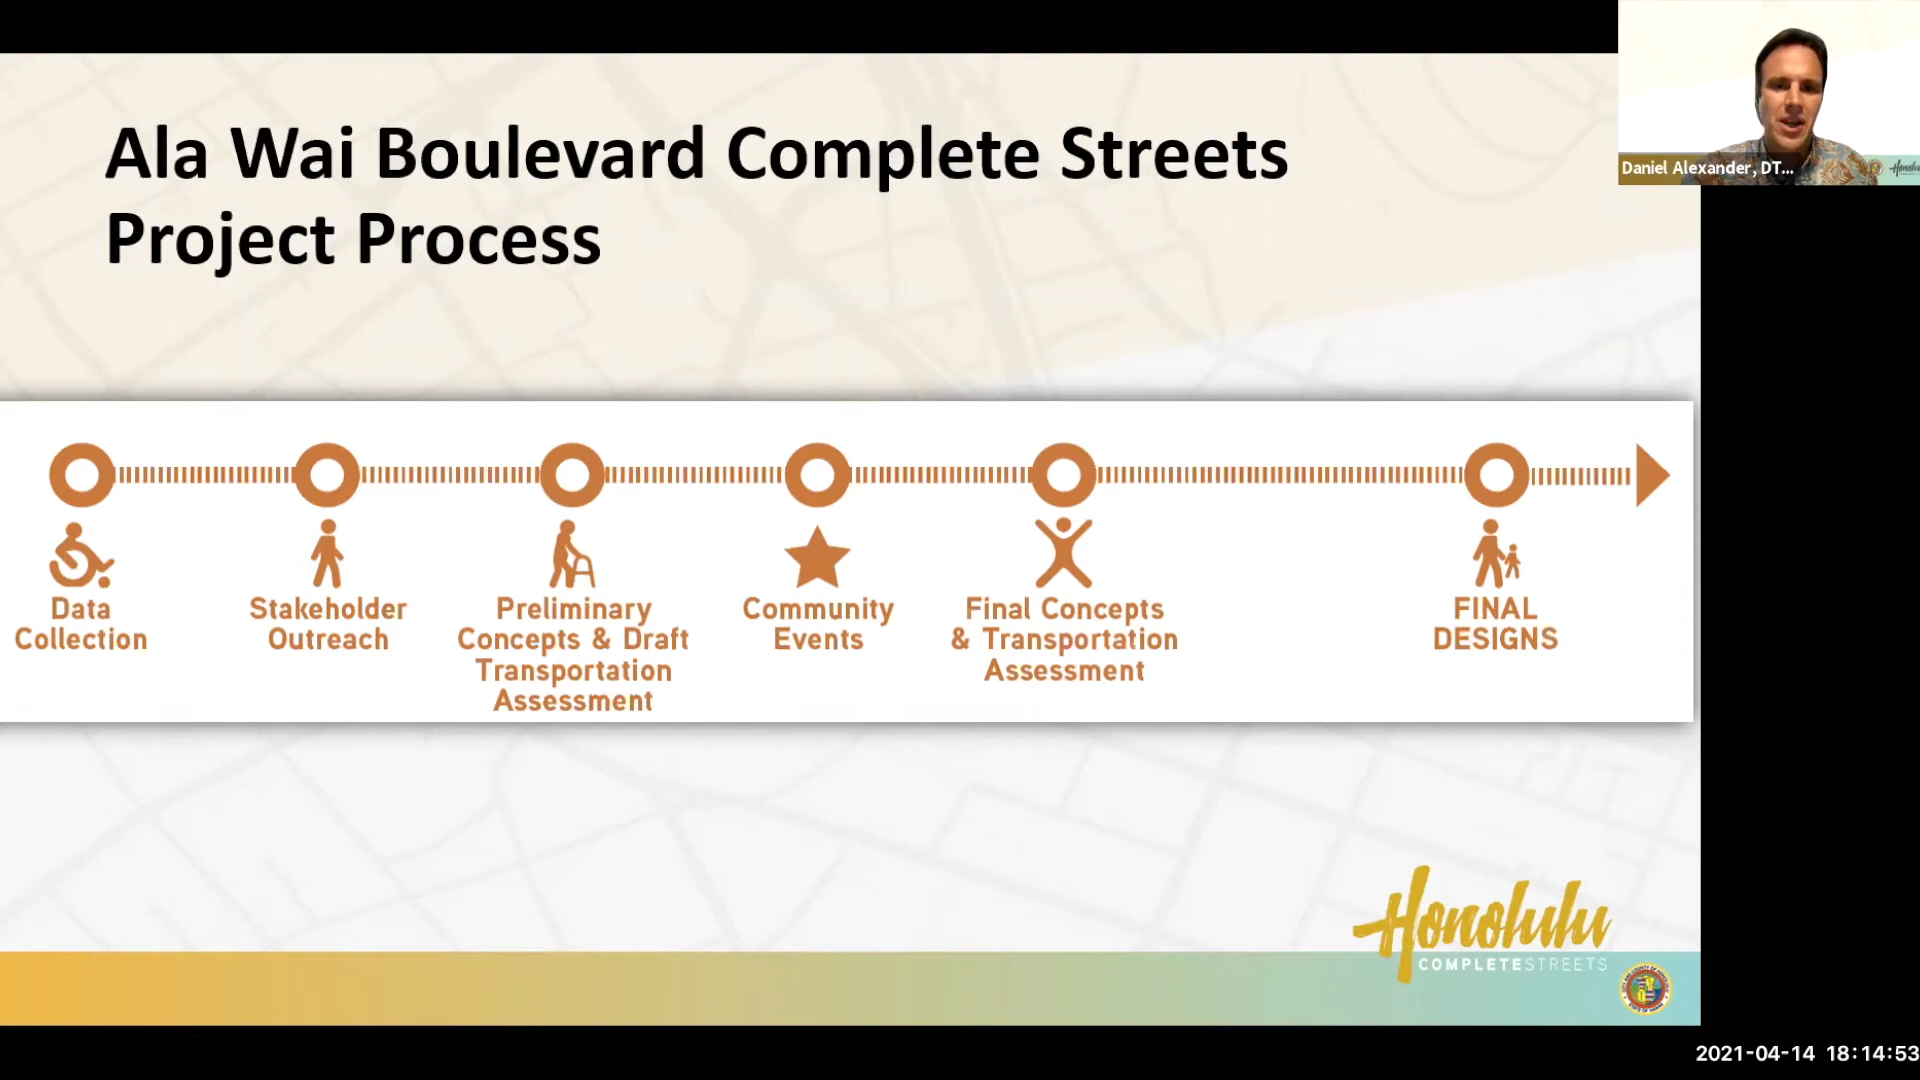 Ala Wai Boulevard Complete Streets
Project Process
Daniel Alexander, DT...
Data
Collection
Stakeholder
Outreach
Preliminary
Concepts & Draft
Transportation
Assessment
Community
Events
Final Concepts
& Transportation
Assessment
FINAL
DESIGNS
Honolulu
COMPLETESTREETS
2021-04-14 18:14:53